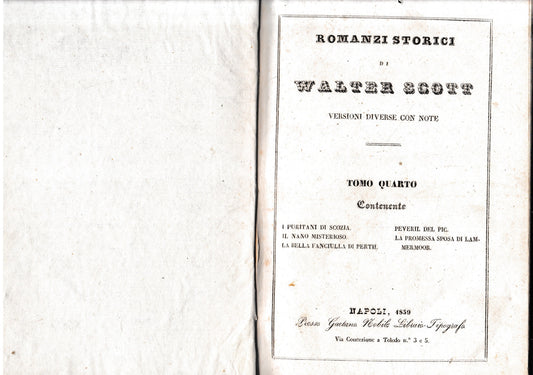 ROMANZI STORICI
DI
WALTER SCOTT
VERSIONI DIVERSE CON NOTE
TOMO QUARTO
Contenente
I PURITANI DI SCOZIA.
IL NANO MISTERIOSO.
LA BELLA FANCIULLA DI PERTH.
PEVERIL DEL PIC.
LA PROMESSA SPOSA DI LAM-
MERMOOR.
NAPOLI, 1839
Presso Gaetano Nobile Libraio-Tipografo
Via Concezione a Toledo n.° 3 e 5.